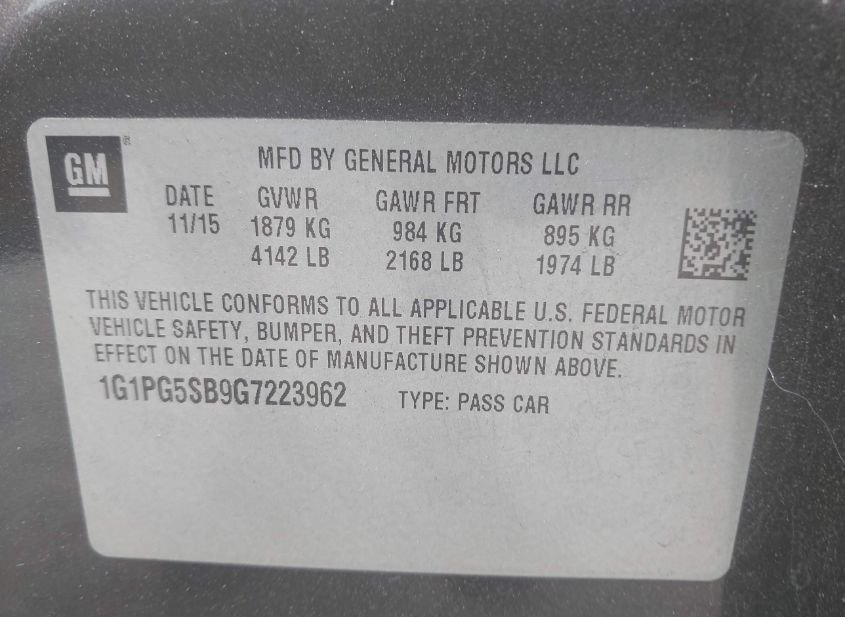 GM®
MFD BY GENERAL MOTORS LLC
DATE GVWR GAWR FRT GAWR RR
11/15 1879 KG 984 KG 895 KG
4142 LB 2168 LB 1974 LB
THIS VEHICLE CONFORMS TO ALL APPLICABLE U.S. FEDERAL MOTOR
VEHICLE SAFETY, BUMPER, AND THEFT PREVENTION STANDARDS IN
EFFECT ON THE DATE OF MANUFACTURE SHOWN ABOVE.
1G1PG5SB9G7223962 TYPE: PASS CAR